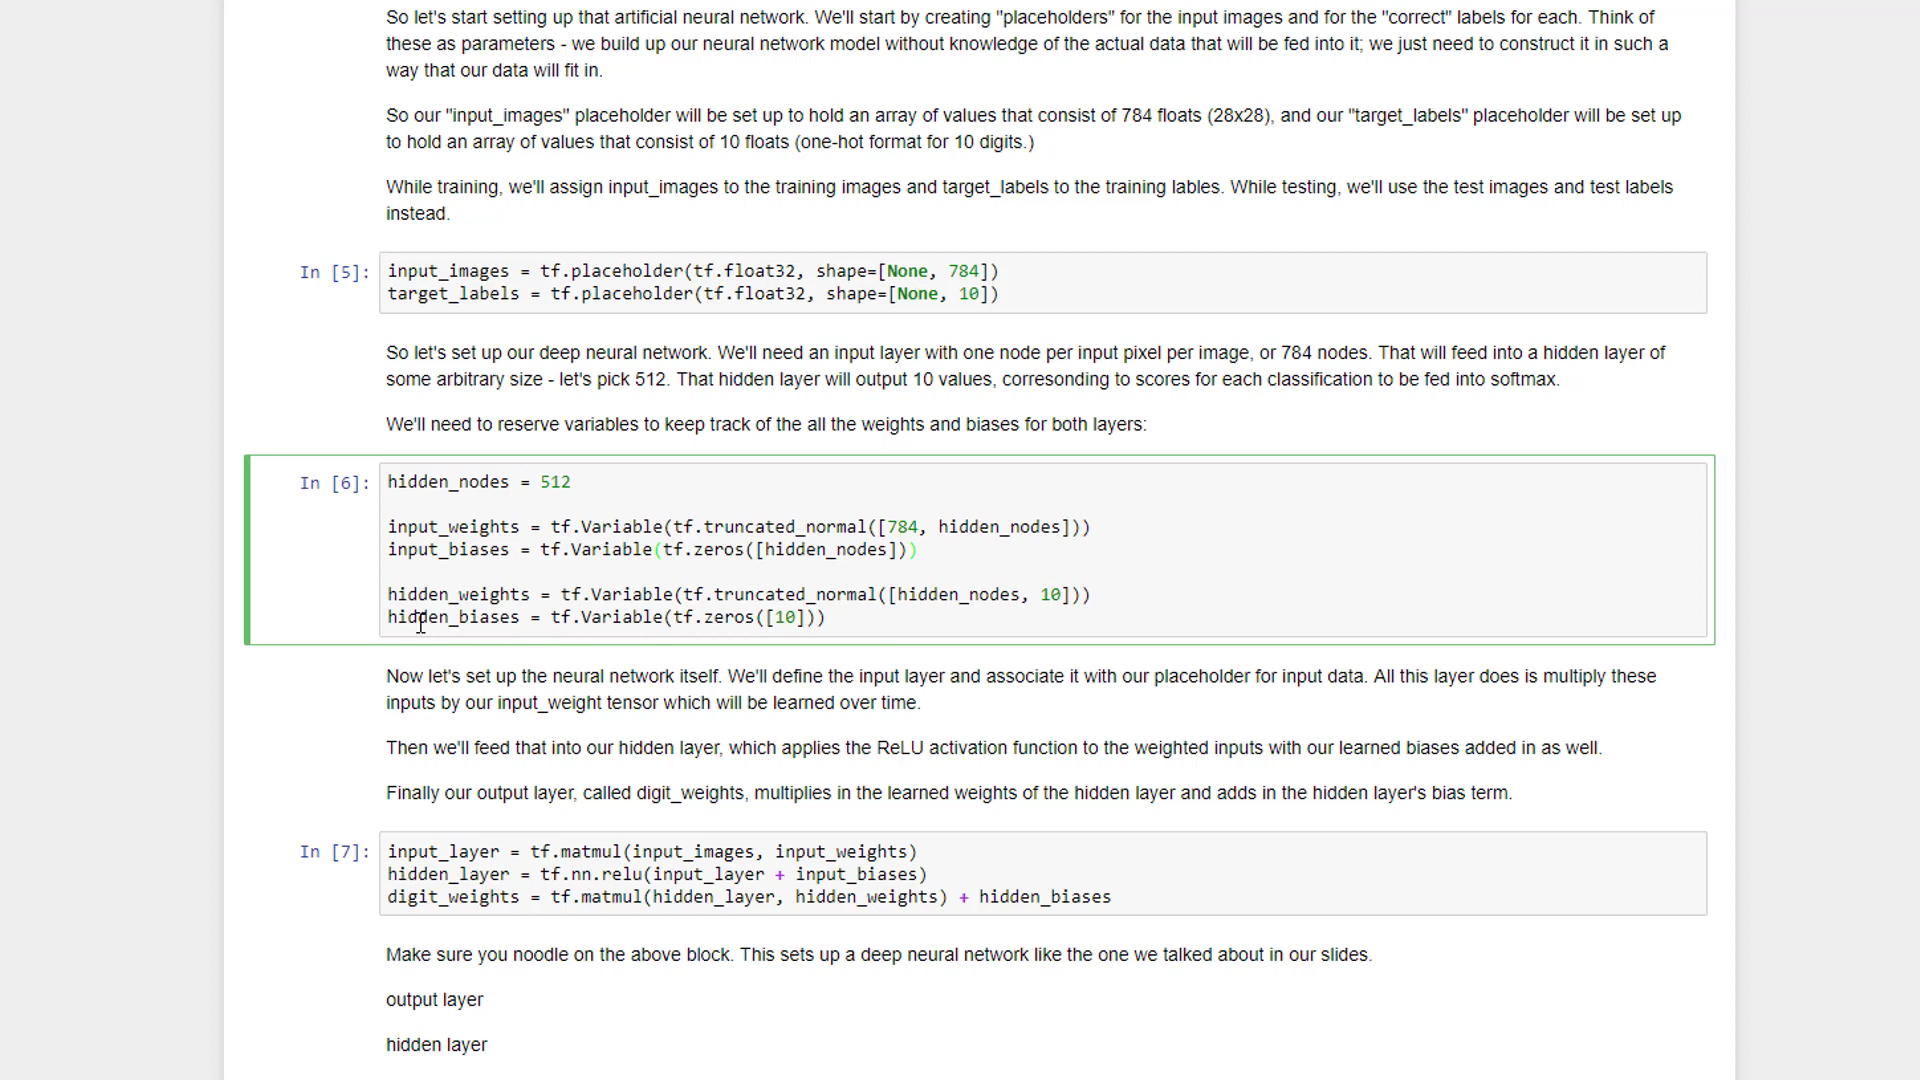 So let's start setting up that artificial neural network. We'll start by creating "placeholders" for the input images and for the "correct" labels for each. Think of
these as parameters - we build up our neural network model without knowledge of the actual data that will be fed into it; we just need to construct it in such a
way that our data will fit in.
So our "input_images" placeholder will be set up to hold an array of values that consist of 784 floats (28x28), and our "target_labels" placeholder will be set up
to hold an array of values that consist of 10 floats (one-hot format for 10 digits.)
While training, we'll assign input_images to the training images and target_labels to the training lables. While testing, we'll use the test images and test labels
instead.
In [5]: input_images = tf.placeholder(tf.float32, shape=[None, 784])
target_labels = tf.placeholder(tf.float32, shape=[None, 10])
So let's set up our deep neural network. We'll need an input layer with one node per input pixel per image, or 784 nodes. That will feed into a hidden layer of
some arbitrary size - let's pick 512. That hidden layer will output 10 values, corresonding to scores for each classification to be fed into softmax.
We'll need to reserve variables to keep track of the all the weights and biases for both layers:
In [6]: hidden_nodes = 512
input_weights = tf.Variable(tf.truncated_normal([784, hidden_nodes]))
input_biases = tf.Variable(tf.zeros([hidden_nodes]))
hidden_weights = tf.Variable(tf.truncated_normal([hidden_nodes, 10]))
hidden_biases = tf.Variable(tf.zeros([10]))
Now let's set up the neural network itself. We'll define the input layer and associate it with our placeholder for input data. All this layer does is multiply these
inputs by our input_weight tensor which will be learned over time.
Then we'll feed that into our hidden layer, which applies the ReLU activation function to the weighted inputs with our learned biases added in as well.
Finally our output layer, called digit_weights, multiplies in the learned weights of the hidden layer and adds in the hidden layer's bias term.
In [7]: input_layer = tf.matmul(input_images, input_weights)
hidden_layer = tf.nn.relu(input_layer + input_biases)
digit_weights = tf.matmul(hidden_layer, hidden_weights) + hidden_biases
Make sure you noodle on the above block. This sets up a deep neural network like the one we talked about in our slides.
output layer
hidden layer